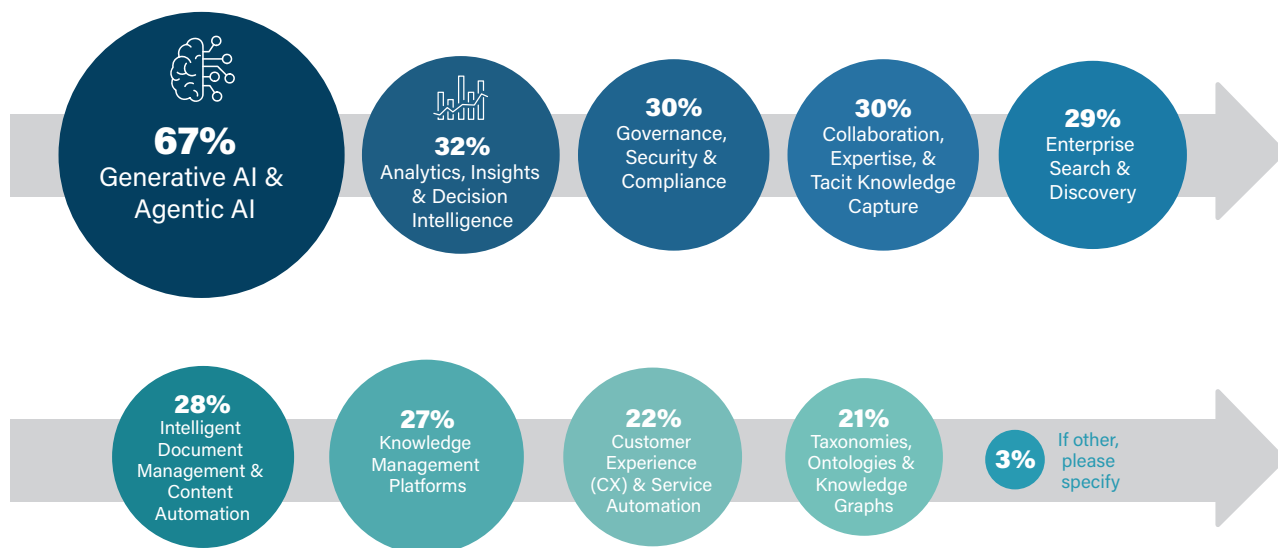 67%
Generative AI &
Agentic AI
32%
Analytics, Insights
& Decision
Intelligence
30%
Governance,
Security &
Compliance
30%
Collaboration,
Expertise, &
Tacit Knowledge
Capture
29%
Enterprise
Search &
Discovery
28%
Intelligent
Document
Management &
Content
Automation
27%
Knowledge
Management
Platforms
22%
Customer
Experience
(CX) & Service
Automation
21%
Taxonomies,
Ontologies &
Knowledge
Graphs
3%
If other,
please
specify